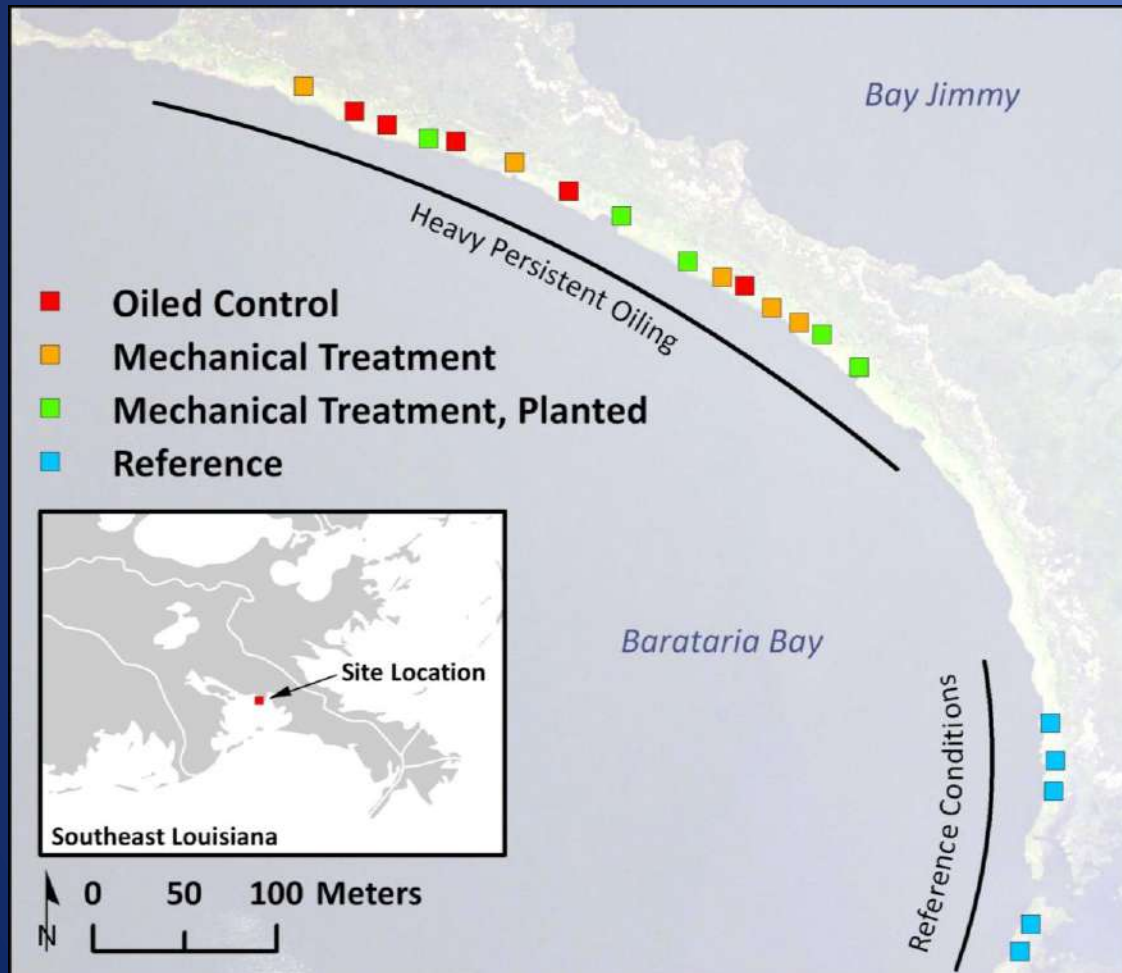 Bay Jimmy
Heavy Persistent Oiling
Oiled Control
Mechanical Treatment
Mechanical Treatment, Planted
Reference
Barataria Bay
Site Location
Reference Conditions
Southeast Louisiana
N
0 50 100 Meters